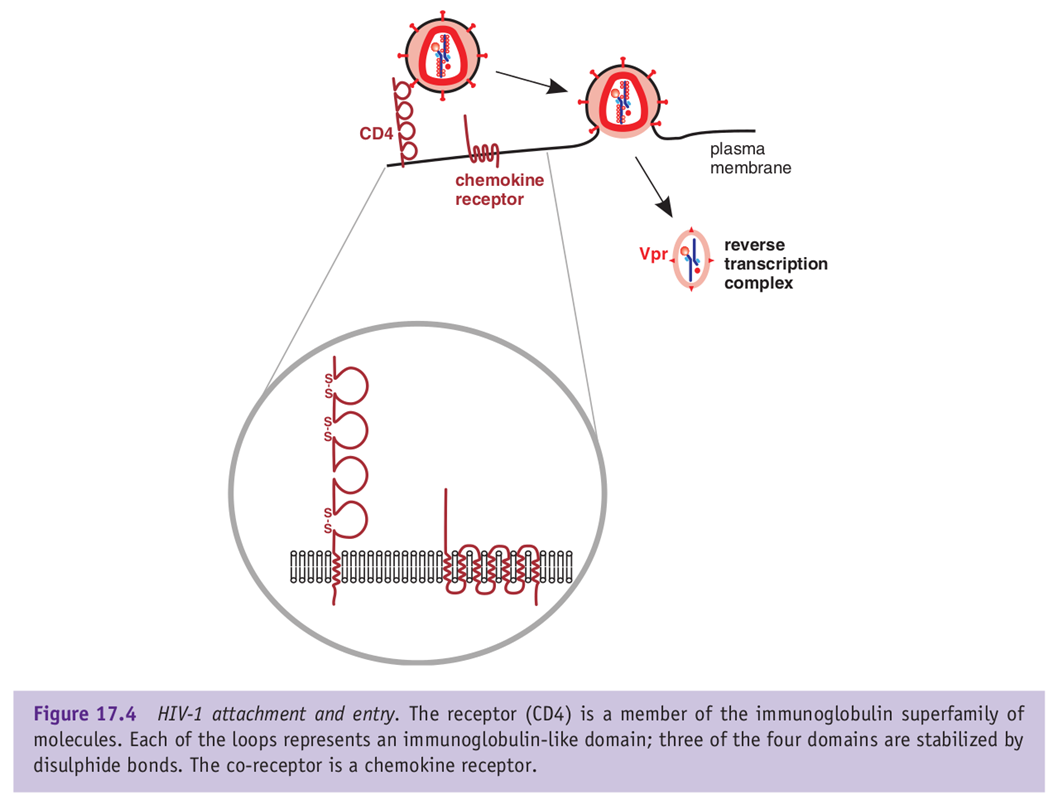 CD4
chemokine
receptor
plasma
membrane
Vpr
reverse
transcription
complex
S
S
S
S
S
S
Figure 17.4 HIV-1 attachment and entry. The receptor (CD4) is a member of the immunoglobulin superfamily of
molecules. Each of the loops represents an immunoglobulin-like domain; three of the four domains are stabilized by
disulphide bonds. The co-receptor is a chemokine receptor.